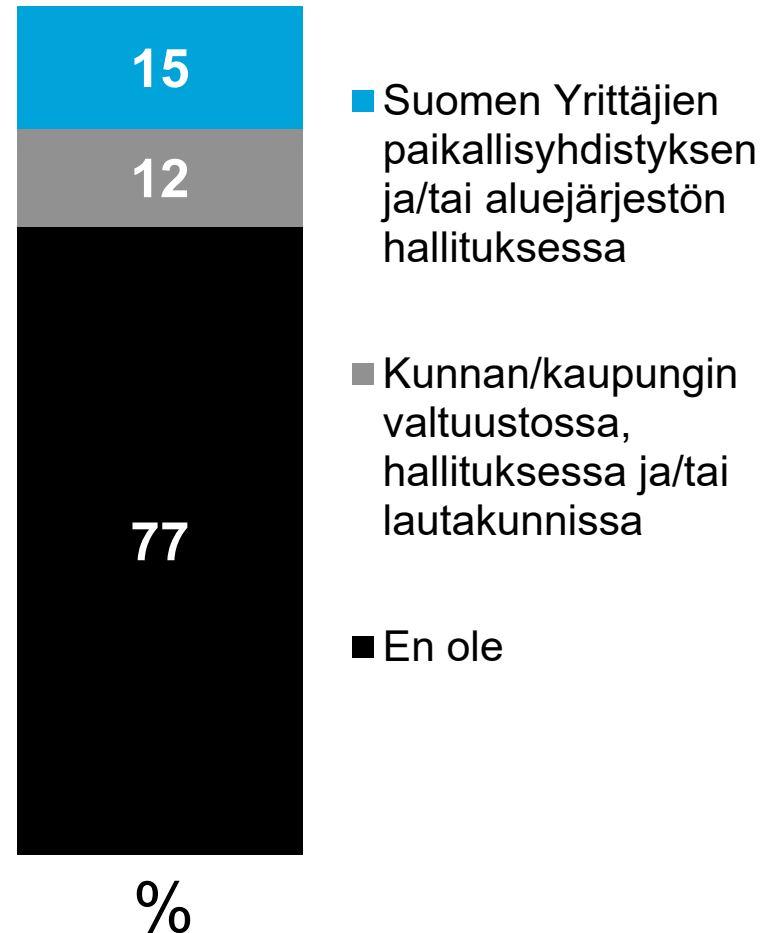 15
12
77
%
Suomen Yrittäjien
paikallisyhdistyksen
ja/tai aluejärjestön
hallituksessa
Kunnan/kaupungin
valtuustossa,
hallituksessa ja/tai
lautakunnissa
En ole